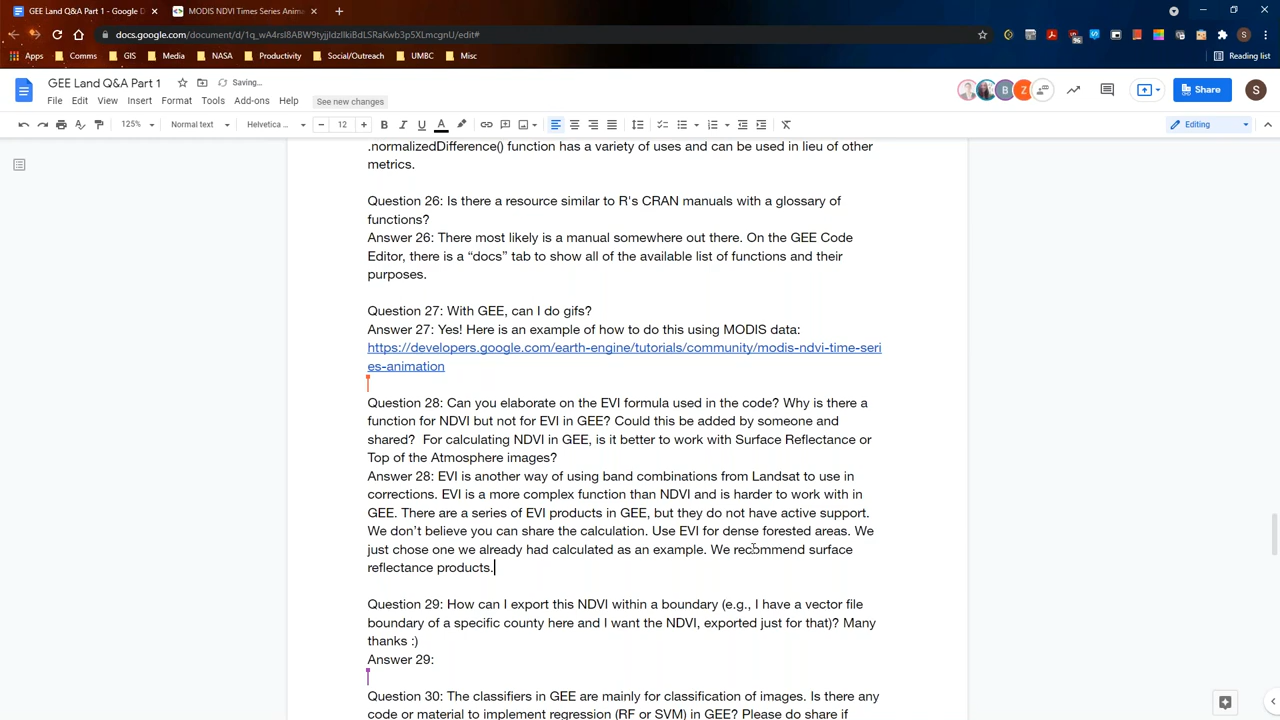 GEE Land Q&A Part 1 - Google D
MODIS NDVI Times Series Anima
docs.google.com/document/d/1q_wA4rsI8ABW9tyjjIdzIlkiBdLSRaKwb3p5XLmcgnU/edit#
Apps Comms GIS Media NASA Productivity Social/Outreach UMBC Misc Reading list
GEE Land Q&A Part 1 Saving...
File Edit View Insert Format Tools Add-ons Help See new changes
B Z Share S
125% Normal text Helvetica ... 12 B I U A Editing
.normalizedDifference() function has a variety of uses and can be used in lieu of other
metrics.
Question 26: Is there a resource similar to R's CRAN manuals with a glossary of
functions?
Answer 26: There most likely is a manual somewhere out there. On the GEE Code
Editor, there is a “docs” tab to show all of the available list of functions and their
purposes.
Question 27: With GEE, can I do gifs?
Answer 27: Yes! Here is an example of how to do this using MODIS data:
https://developers.google.com/earth-engine/tutorials/community/modis-ndvi-time-seri
es-animation
Question 28: Can you elaborate on the EVI formula used in the code? Why is there a
function for NDVI but not for EVI in GEE? Could this be added by someone and
shared?  For calculating NDVI in GEE, is it better to work with Surface Reflectance or
Top of the Atmosphere images?
Answer 28: EVI is another way of using band combinations from Landsat to use in
corrections. EVI is a more complex function than NDVI and is harder to work with in
GEE. There are a series of EVI products in GEE, but they do not have active support.
We don’t believe you can share the calculation. Use EVI for dense forested areas. We
just chose one we already had calculated as an example. We recommend surface
reflectance products.
Question 29: How can I export this NDVI within a boundary (e.g., I have a vector file
boundary of a specific county here and I want the NDVI, exported just for that)? Many
thanks :)
Answer 29:
Question 30: The classifiers in GEE are mainly for classification of images. Is there any
code or material to implement regression (RF or SVM) in GEE? Please do share if